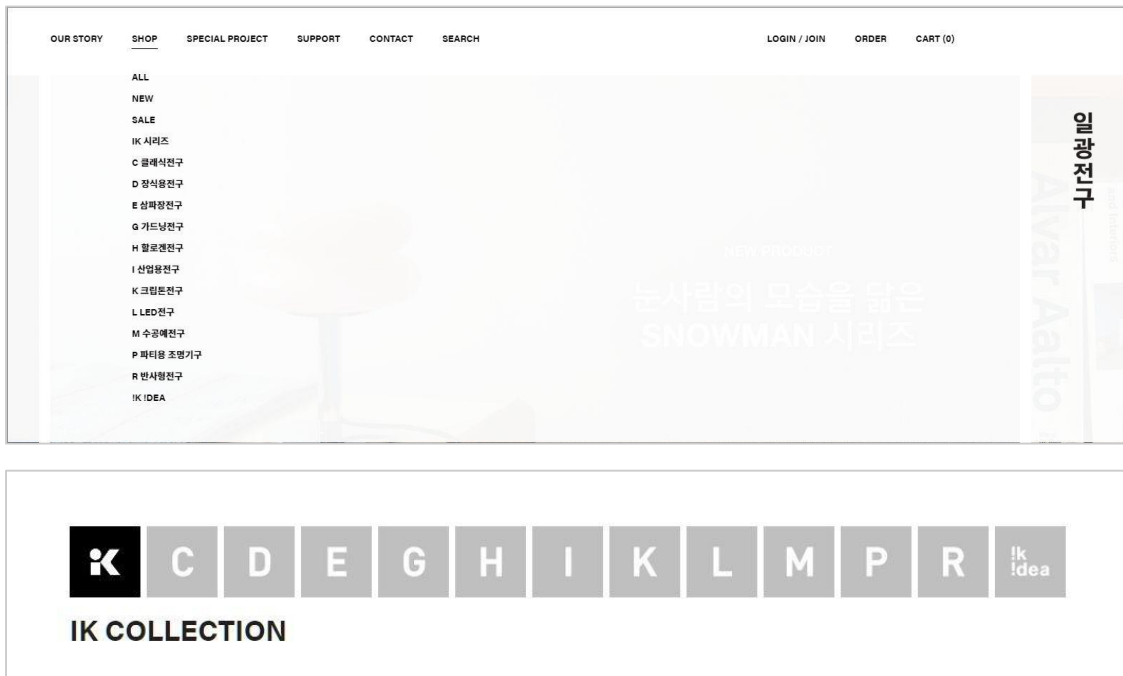 OUR STORY SHOP SPECIAL PROJECT SUPPORT CONTACT SEARCH LOGIN / JOIN ORDER CART (0)
ALL
NEW
SALE
IK 시리즈
C 클래식전구
D 장식용전구
E 삼파장전구
G 가드닝전구
H 할로겐전구
I 산업용전구
K 크립톤전구
L LED전구
M 수공예전구
P 파티용 조명기구
R 반사형전구
!K !DEA
NEW PRODUCT
눈사람의 모습을 닮은
SNOWMAN 시리즈
일광전구
Alvar Aalto
iK C D E G H I K L M P R !k
!dea
IK COLLECTION